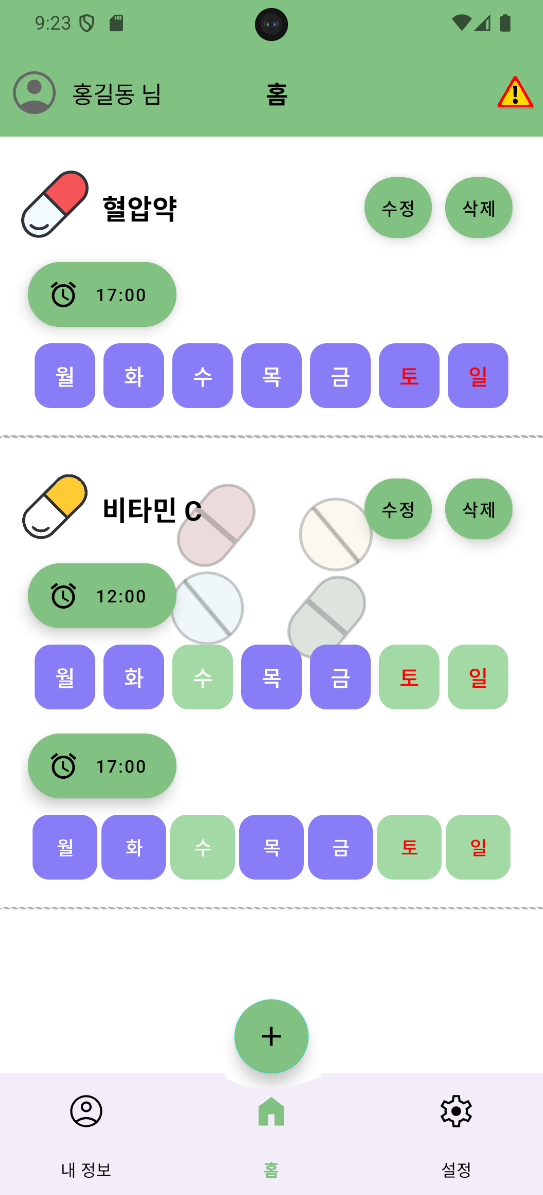 9:23
홍길동 님 홈
혈압약 수정 삭제
17:00
월 화 수 목 금 토 일
비타민 C 수정 삭제
12:00
월 화 수 목 금 토 일
17:00
월 화 수 목 금 토 일
+
내 정보 홈 설정